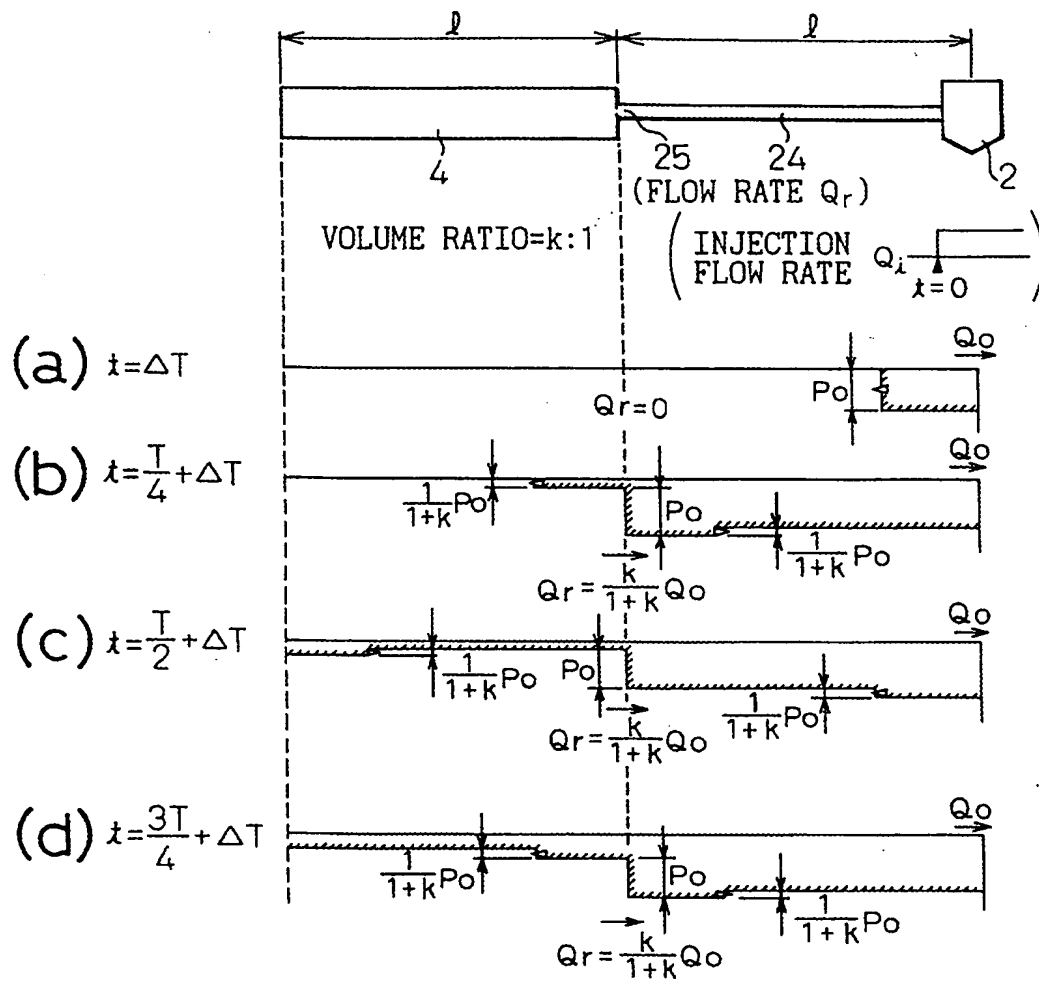 ℓ ℓ
4 25 24 2
(FLOW RATE Qr)
VOLUME RATIO=k:1
(INJECTION FLOW RATE Qi t=0)
(a) t=ΔT
Qo
Po
Qr=0
(b) t=T/4+ΔT
Qo
1/(1+k) Po
Po
1/(1+k) Po
Qr=k/(1+k) Qo
(c) t=T/2+ΔT
Qo
1/(1+k) Po
Po
1/(1+k) Po
Qr=k/(1+k) Qo
(d) t=3T/4+ΔT
Qo
1/(1+k) Po
Po
1/(1+k) Po
Qr=k/(1+k) Qo